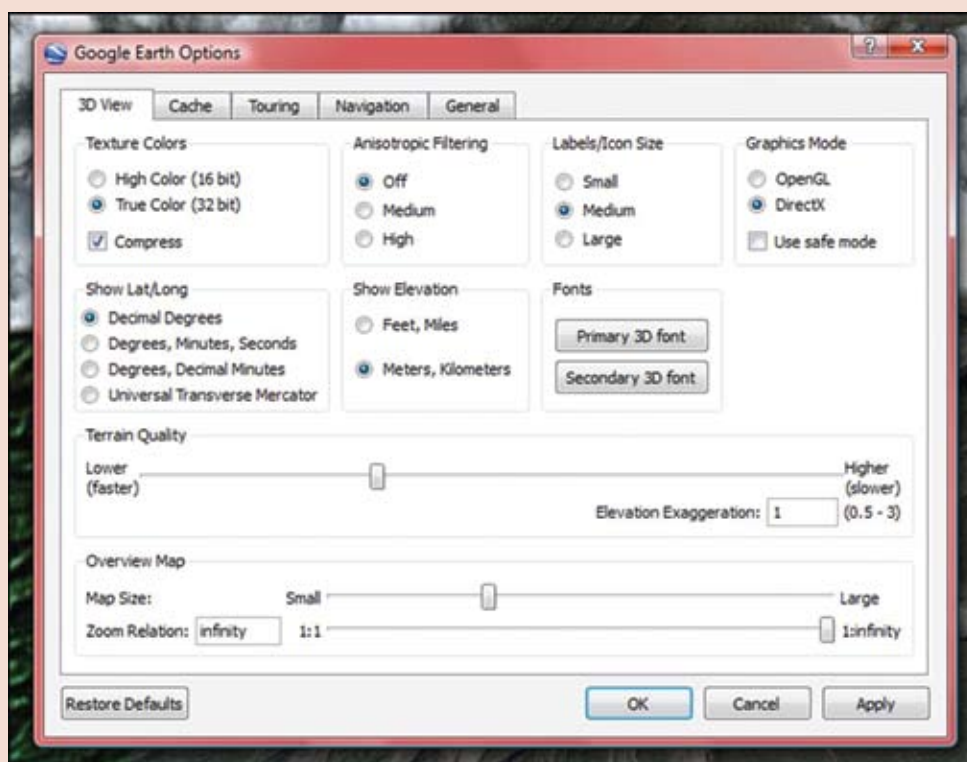 Google Earth Options
?
3D View Cache Touring Navigation General
Texture Colors
High Color (16 bit)
True Color (32 bit)
Compress
Anisotropic Filtering
Off
Medium
High
Labels/Icon Size
Small
Medium
Large
Graphics Mode
OpenGL
DirectX
Use safe mode
Show Lat/Long
Decimal Degrees
Degrees, Minutes, Seconds
Degrees, Decimal Minutes
Universal Transverse Mercator
Show Elevation
Feet, Miles
Meters, Kilometers
Fonts
Primary 3D font
Secondary 3D font
Terrain Quality
Lower
(faster)
Higher
(slower)
Elevation Exaggeration: 1 (0.5 - 3)
Overview Map
Map Size: Small Large
Zoom Relation: infinity 1:1 1:infinity
Restore Defaults OK Cancel Apply